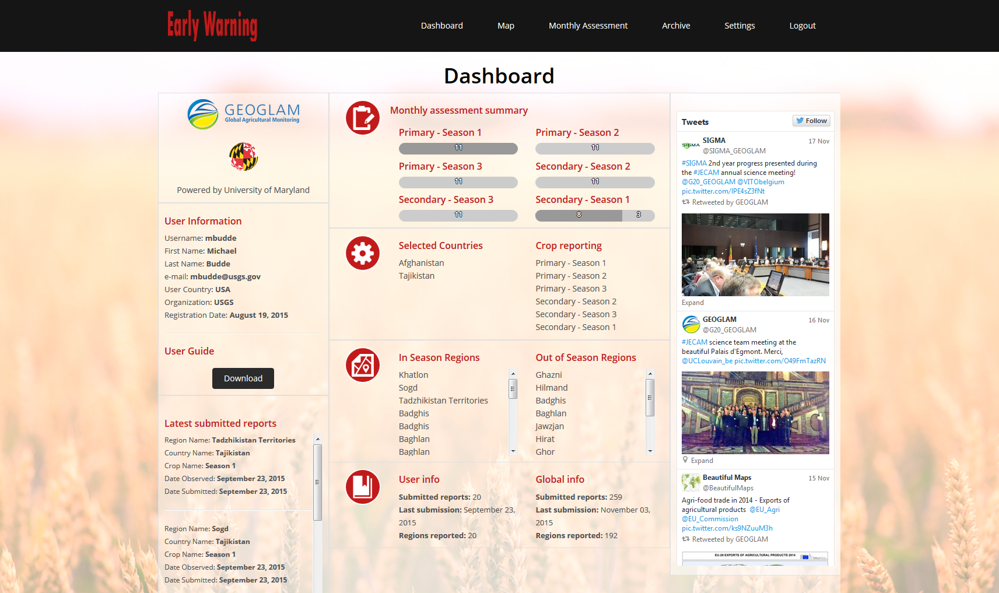 Early Warning
Dashboard
Map
Monthly Assessment
Archive
Settings
Logout
Dashboard
GEOGLAM
Global Agricultural Monitoring
Powered by University of Maryland
User Information
Username: mbudde
First Name: Michael
Last Name: Budde
e-mail: mbudde@usgs.gov
User Country: USA
Organization: USGS
Registration Date: August 19, 2015
User Guide
Download
Latest submitted reports
Region Name: Tadzhikistan Territories
Country Name: Tajikistan
Crop Name: Season 1
Date Observed: September 23, 2015
Date Submitted: September 23, 2015
Region Name: Sogd
Country Name: Tajikistan
Crop Name: Season 1
Date Observed: September 23, 2015
Date Submitted: September 23, 2015
Monthly assessment summary
Primary - Season 1
11
Primary - Season 2
11
Primary - Season 3
11
Secondary - Season 2
11
Secondary - Season 3
11
Secondary - Season 1
8
3
Selected Countries
Afghanistan
Tajikistan
Crop reporting
Primary - Season 1
Primary - Season 2
Primary - Season 3
Secondary - Season 2
Secondary - Season 3
Secondary - Season 1
In Season Regions
Khatlon
Sogd
Tadzhikistan Territories
Badghis
Badghis
Baghlan
Baghlan
Out of Season Regions
Ghazni
Hilmand
Badghis
Baghlan
Jawzjan
Hirat
Ghor
User info
Submitted reports: 20
Last submission: September 23,
2015
Regions reported: 20
Global info
Submitted reports: 259
Last submission: November 03,
2015
Regions reported: 192
Tweets
Follow
SIGMA
SIGMA
17 Nov
@SIGMA_GEOGLAM
#SIGMA 2nd year progress presented during
the #JECAM annual science meeting!
@G20_GEOGLAM @VITObelgium
pic.twitter.com/IPE4sZ3fNt
Retweeted by GEOGLAM
Expand
GEOGLAM
16 Nov
@G20_GEOGLAM
#JECAM science team meeting at the
beautiful Palais d'Egmont. Merci,
@UCLouvain_be pic.twitter.com/O49FmTazRN
Expand
Beautiful Maps
15 Nov
@BeautifulMaps
Agri-food trade in 2014 - Exports of
agricultural products @EU_Agri
@EU_Commission
pic.twitter.com/ks9NZuuM3h
Retweeted by GEOGLAM
EU-28 EXPORTS OF AGRICULTURAL PRODUCTS 2014